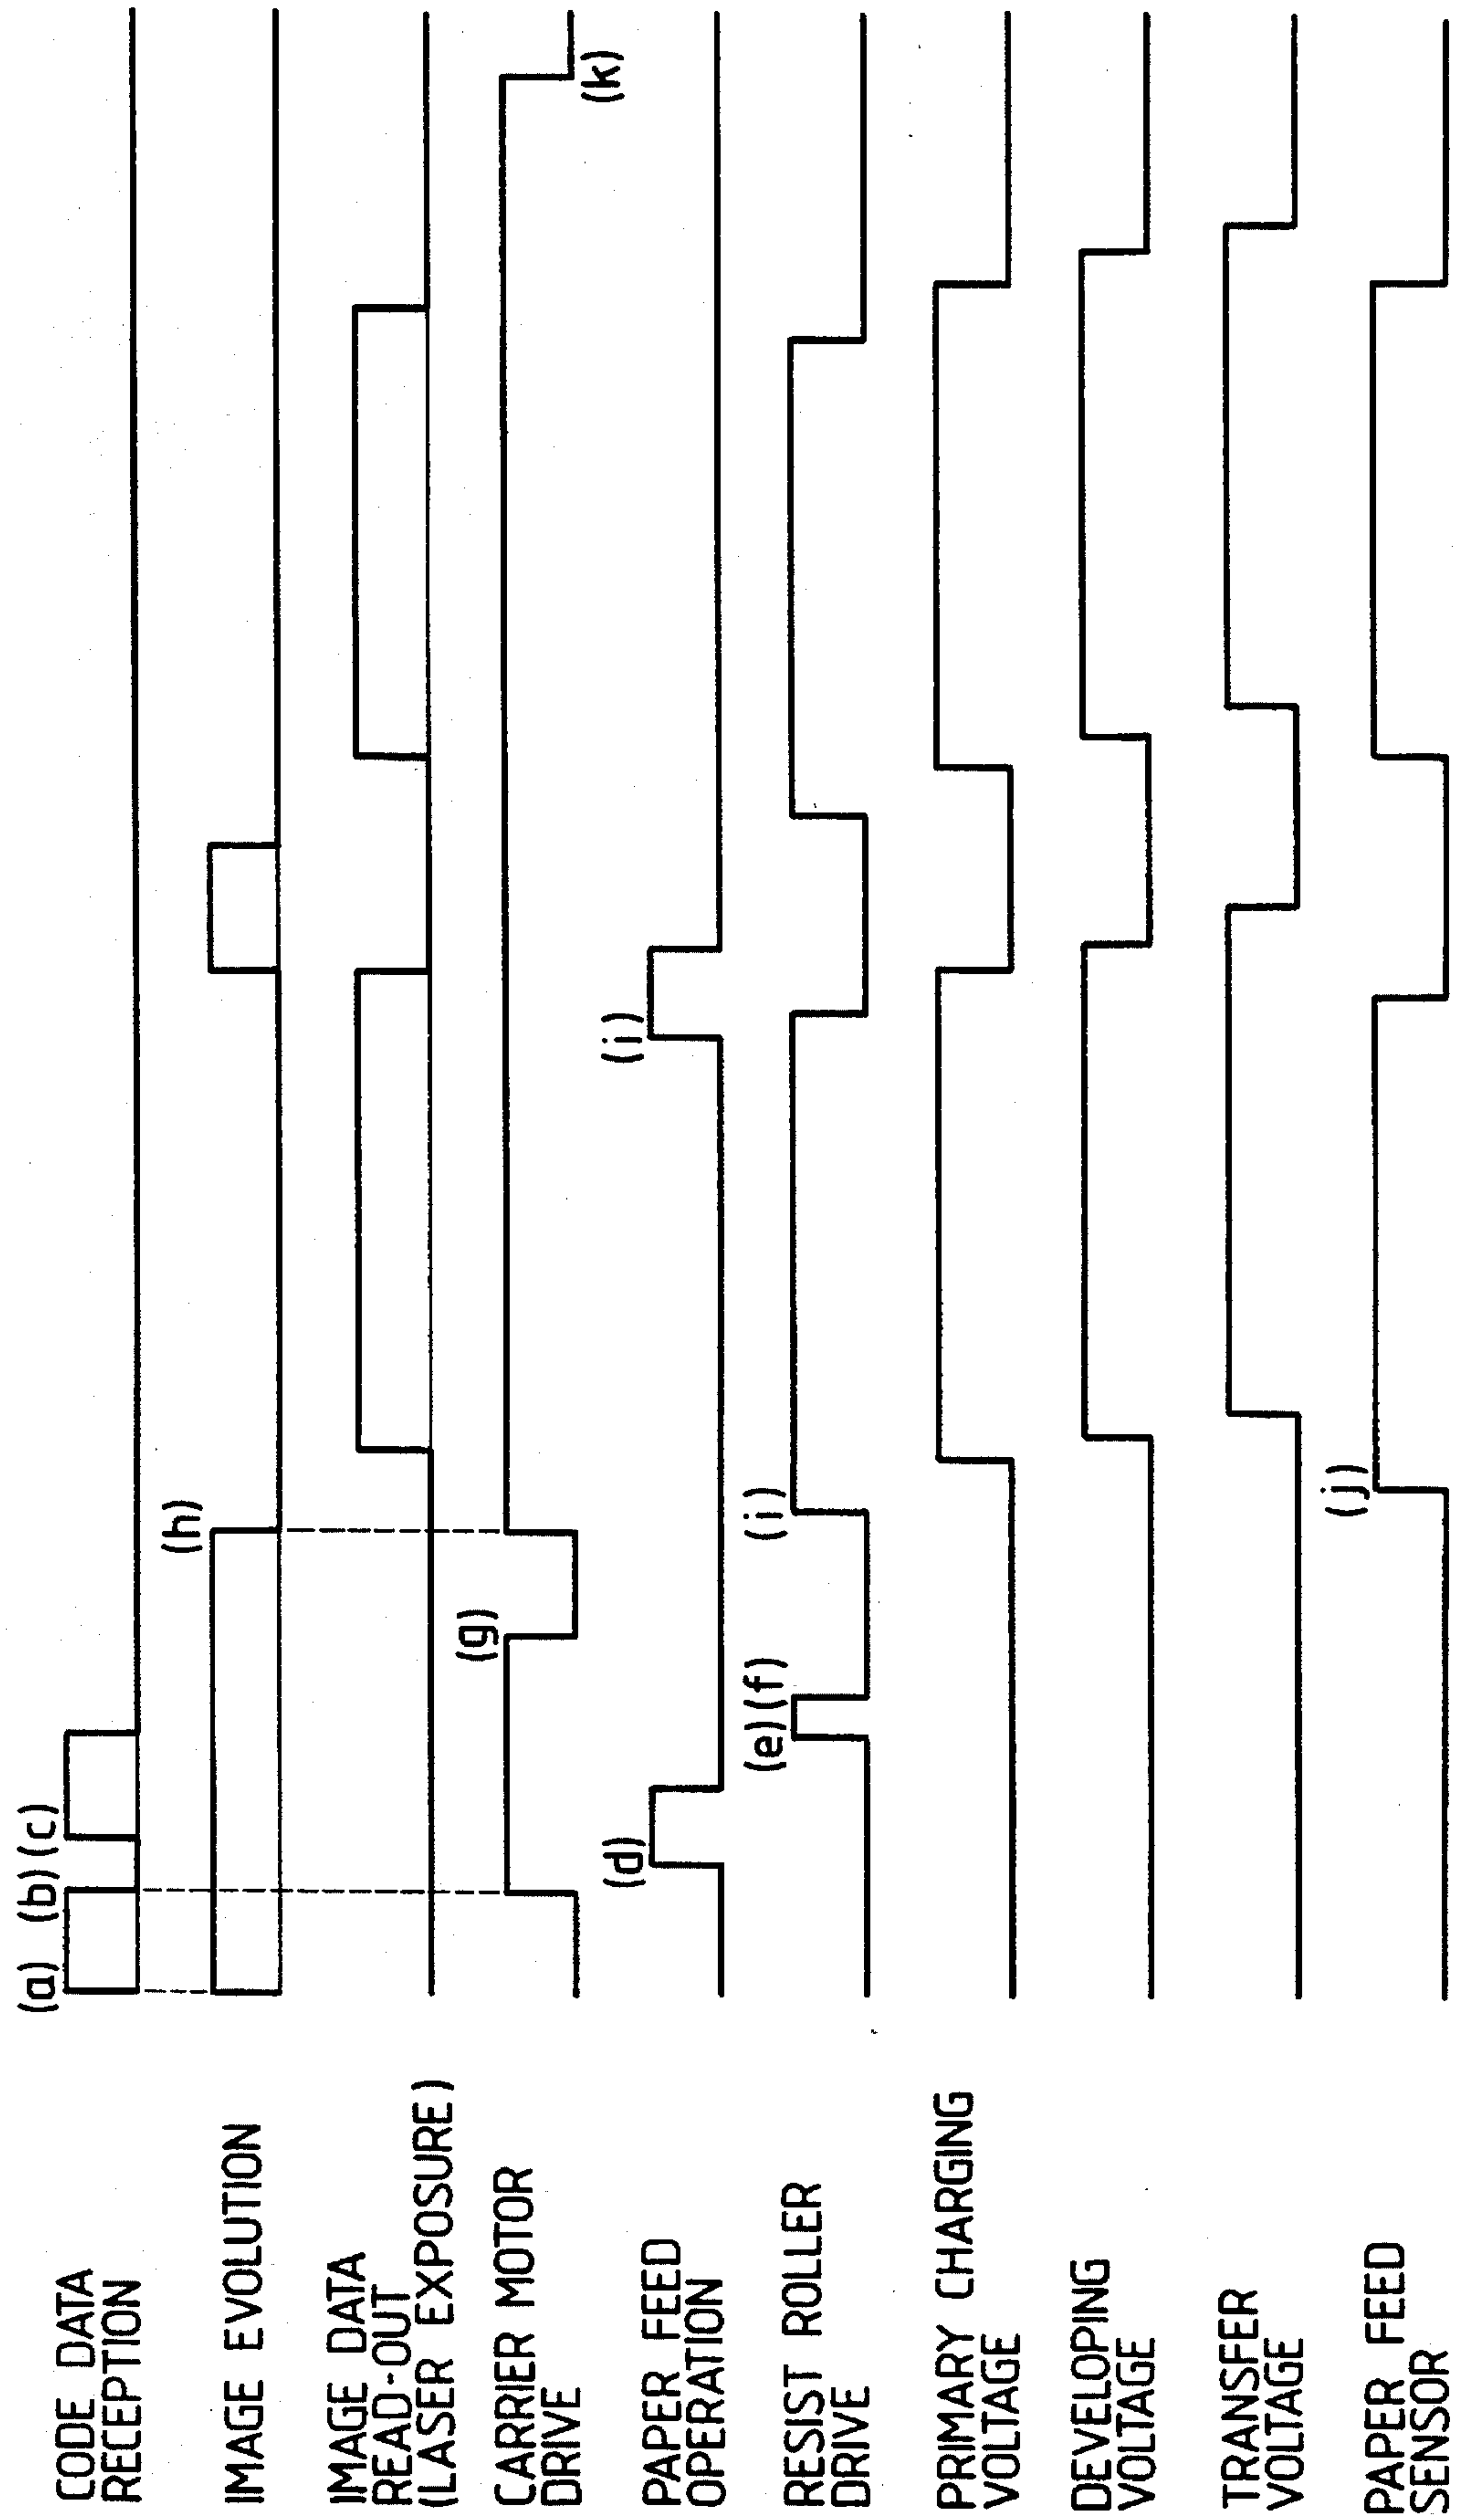 CODE DATA
RECEPTION
(a) (b) (c)
IMAGE EVOLUTION
(h)
IMAGE DATA
READ-OUT
(LASER EXPOSURE)
CARRIER MOTOR
DRIVE
(g)
(k)
PAPER FEED
OPERATION
(d)
(i)
RESIST ROLLER
DRIVE
(e) (f)
(i)
PRIMARY CHARGING
VOLTAGE
DEVELOPING
VOLTAGE
TRANSFER
VOLTAGE
PAPER FEED
SENSOR
(j)